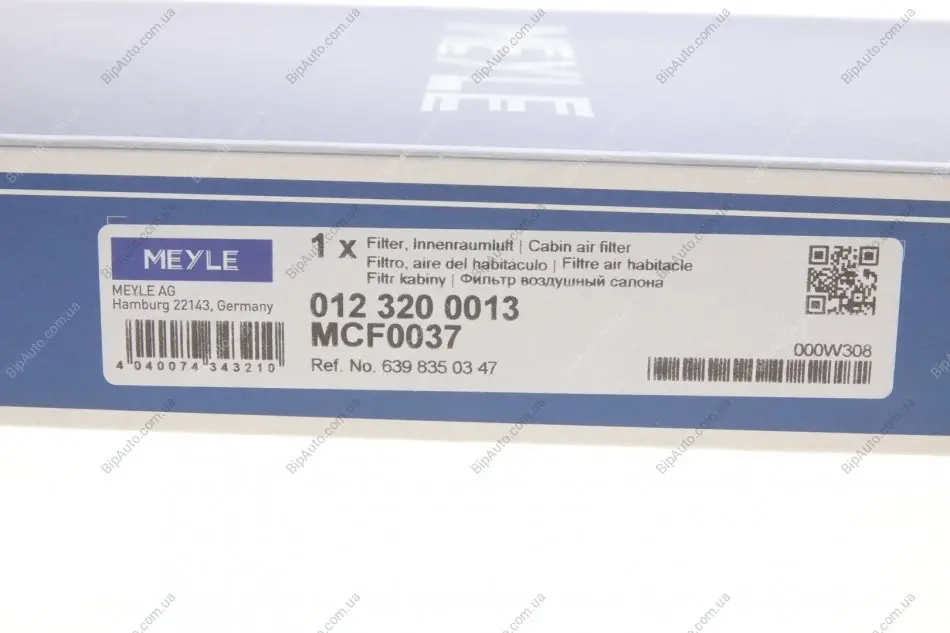 MEYLE
MEYLE
MEYLE AG
Hamburg 22143, Germany
4 040074 343210
1 x
Filter, Innenraumluft | Cabin air filter
Filtro, aire del habitáculo | Filtre air habitacle
Filtr kabiny | Фильтр воздушный салона
012 320 0013
MCF0037
Ref. No. 639 835 03 47
000W308
BipAuto.com.ua